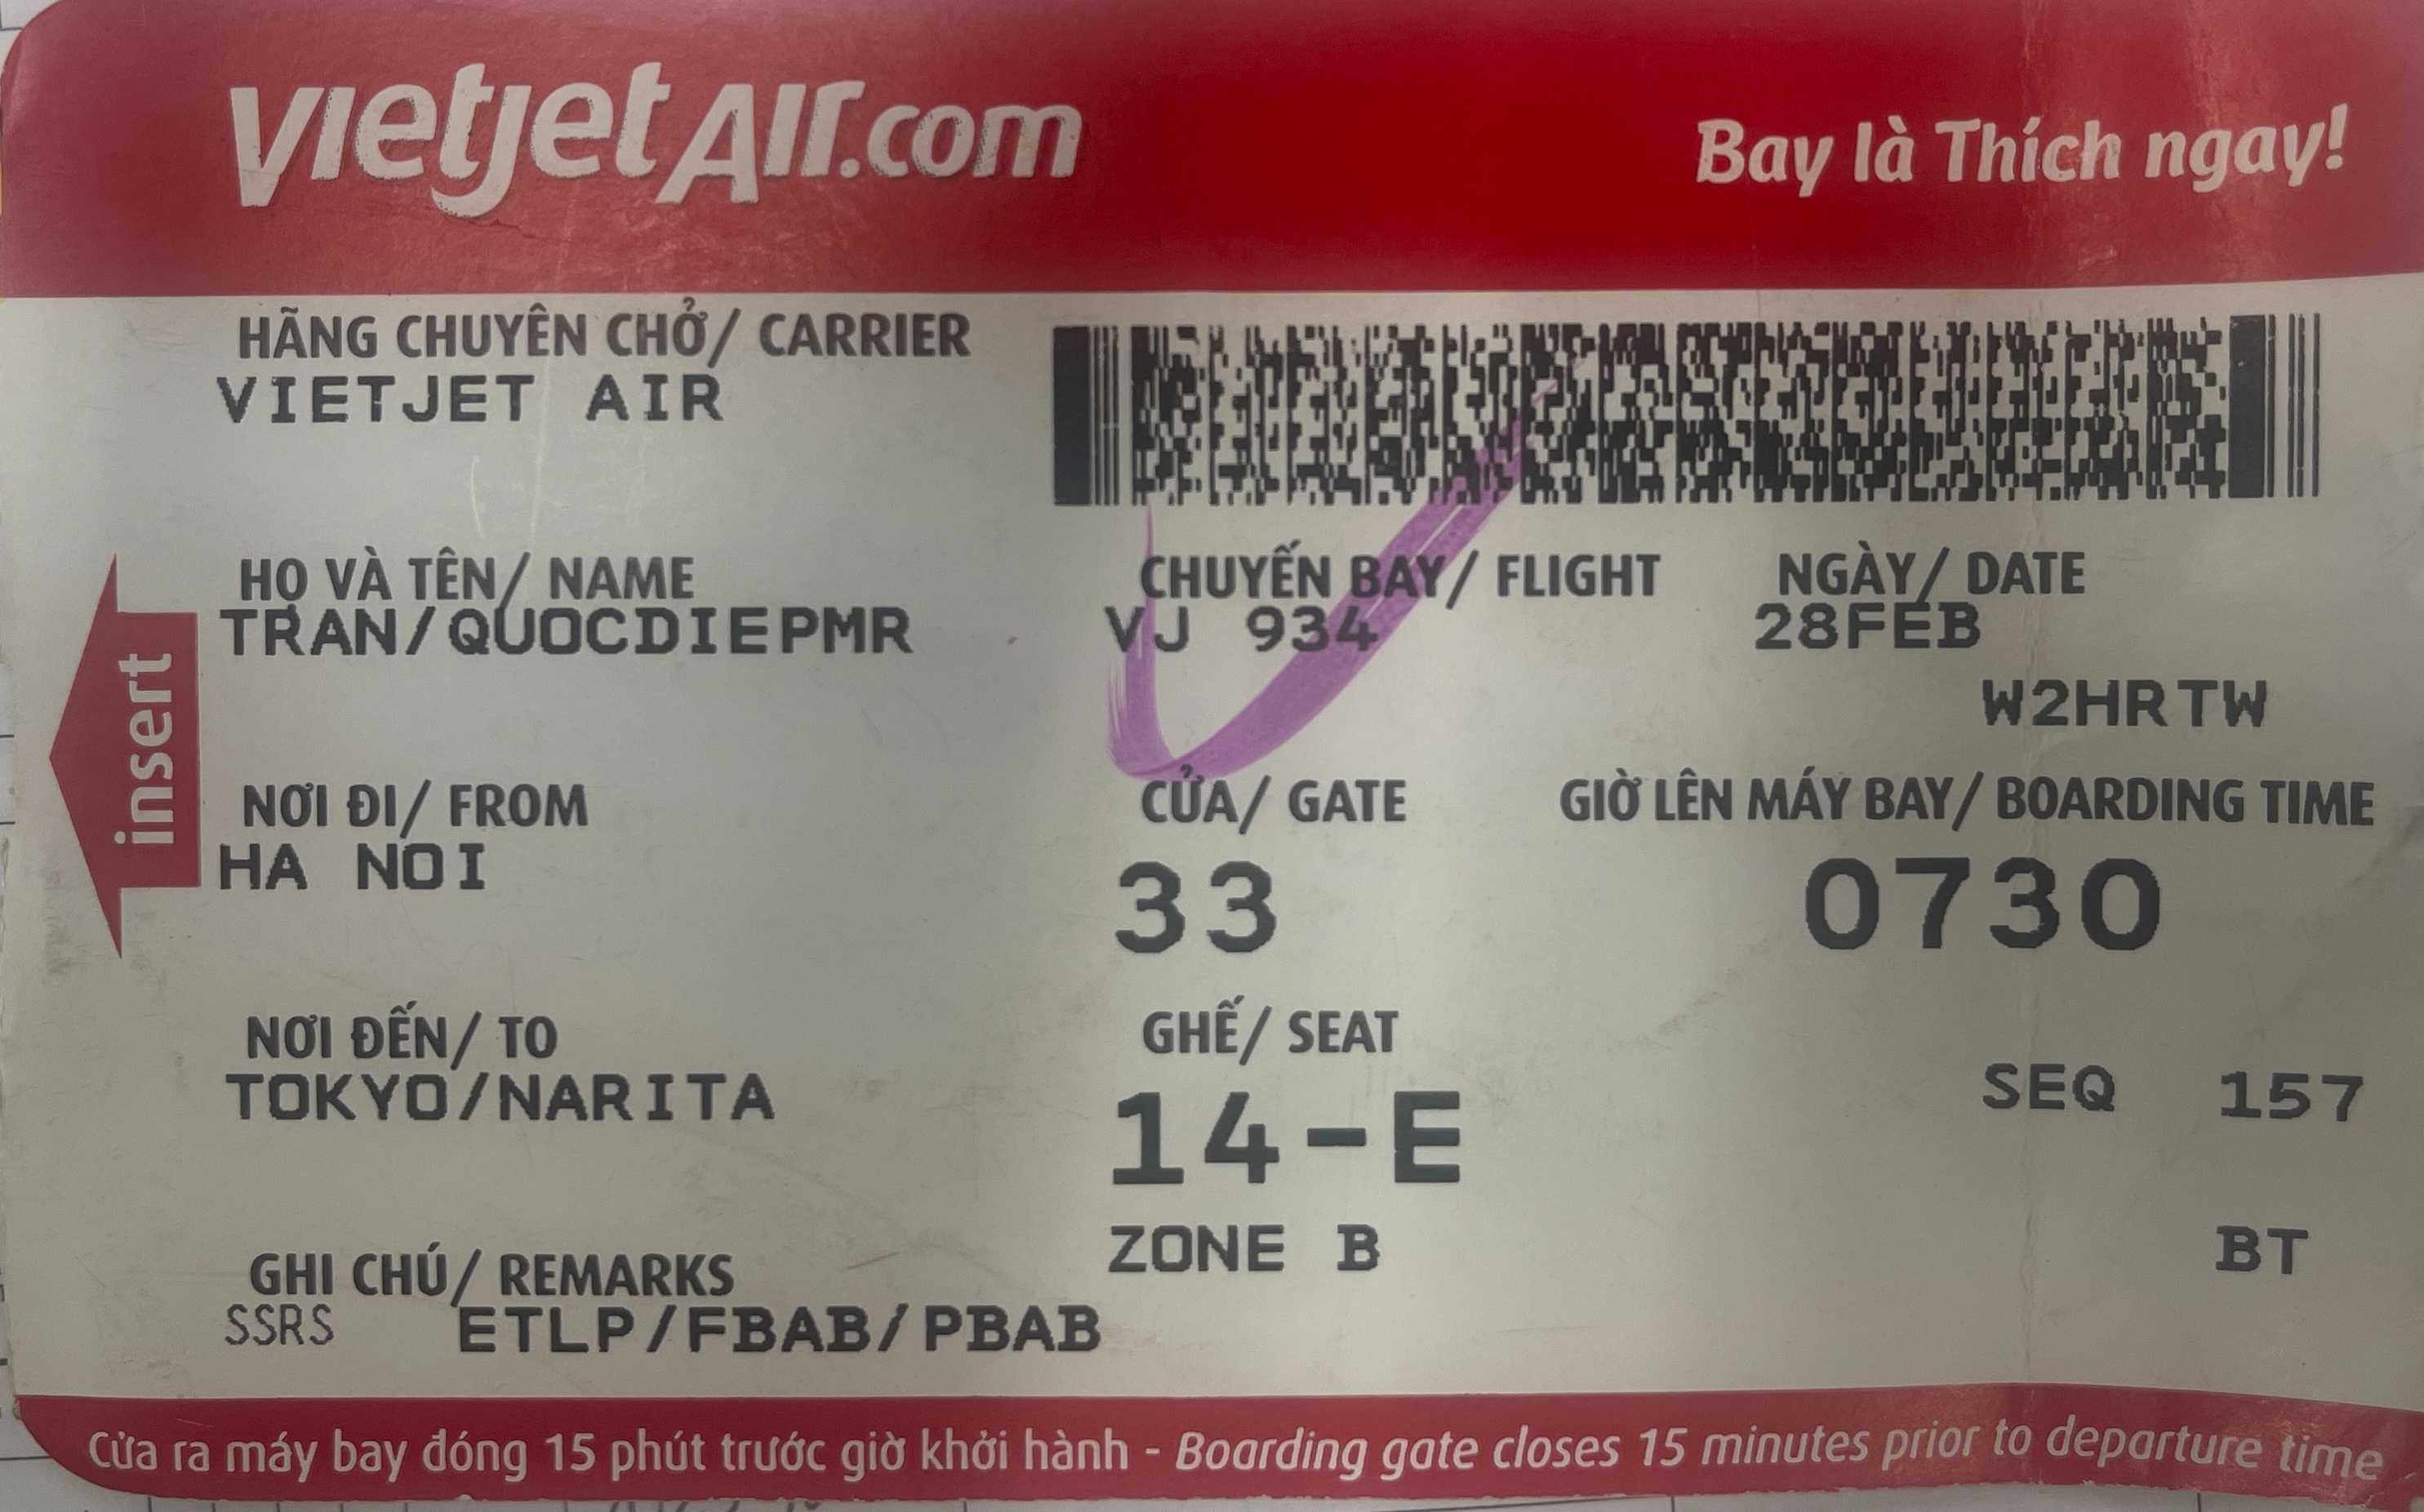 vietjetAir.com
Bay là Thích ngay!
HÃNG CHUYÊN CHỞ/ CARRIER
VIETJET AIR
HỌ VÀ TÊN/ NAME
TRAN/QUOCDIEPMR
CHUYẾN BAY/ FLIGHT
VJ 934
NGÀY/ DATE
28FEB
W2HRTW
insert
NƠI ĐI/ FROM
HA NOI
CỬA/ GATE
33
GIỜ LÊN MÁY BAY/ BOARDING TIME
0730
NƠI ĐẾN/ TO
TOKYO/NARITA
GHẾ/ SEAT
14-E
SEQ 157
ZONE B
BT
GHI CHÚ/ REMARKS
SSRS ETLP/FBAB/PBAB
Cửa ra máy bay đóng 15 phút trước giờ khởi hành - Boarding gate closes 15 minutes prior to departure time